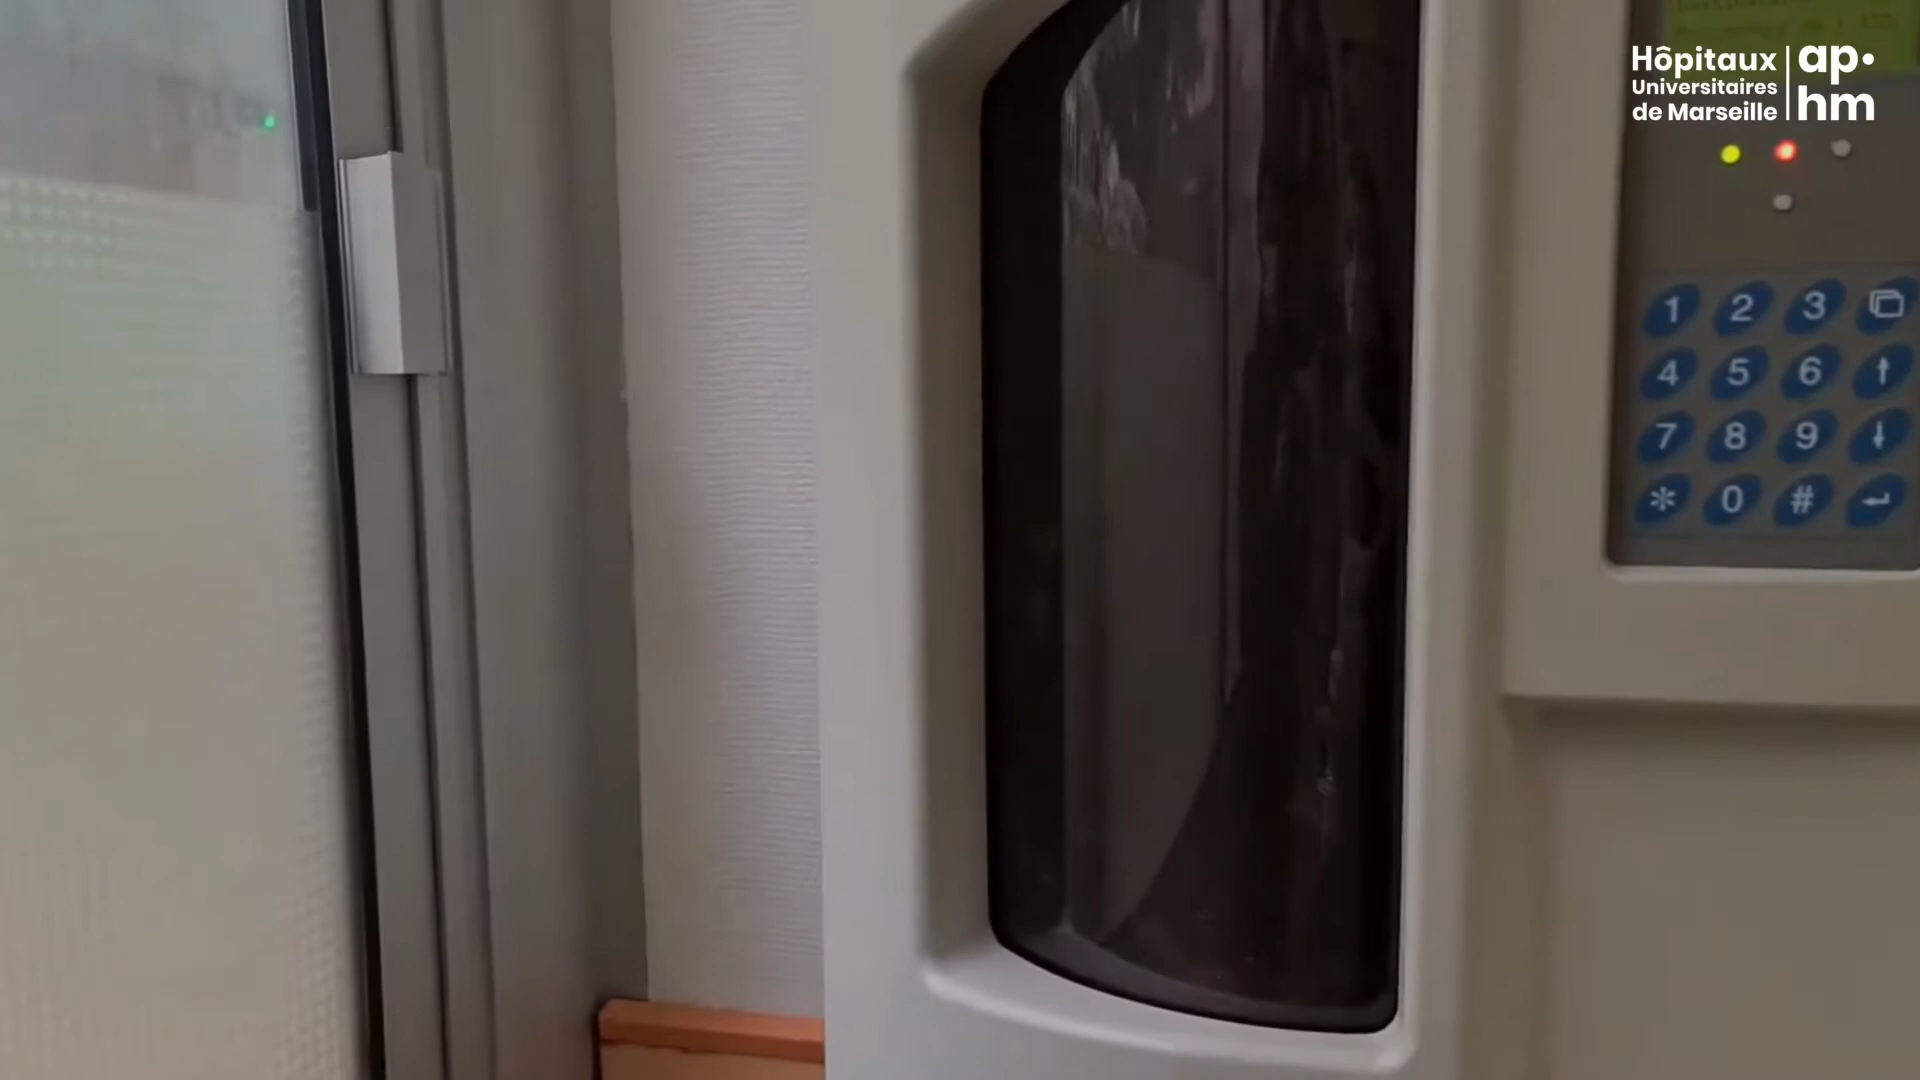 Hôpitaux
Universitaires
de Marseille
ap.
hm
1 2 3
4 5 6 ↑
7 8 9 ↓
* 0 # ↵